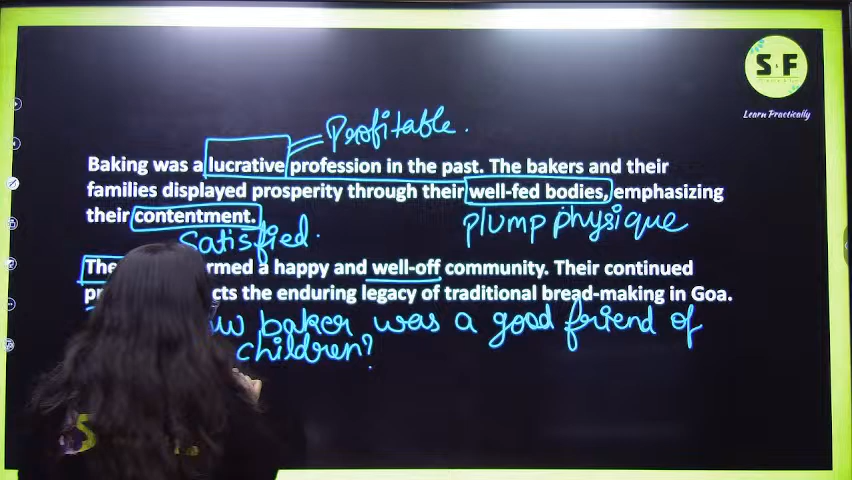 S&F
Learn Practically
Profitable.
Baking was a lucrative profession in the past. The bakers and their
families displayed prosperity through their well-fed bodies, emphasizing
their contentment.
plump physique
Satisfied.
The rmed a happy and well-off community. Their continued
pr cts the enduring legacy of traditional bread-making in Goa.
baker was a good friend of
children?